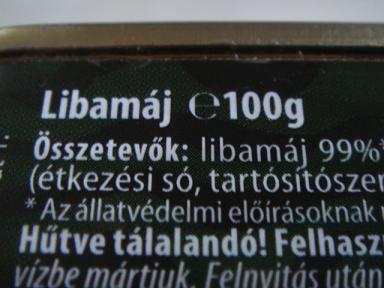 Libamáj ℮100g
Összetevők: libamáj 99%*
(étkezési só, tartósítószer
* Az állatvédelmi előírásoknak
Hűtve tálalandó! Felhasz
vízbe mártjuk. Felnyitás után